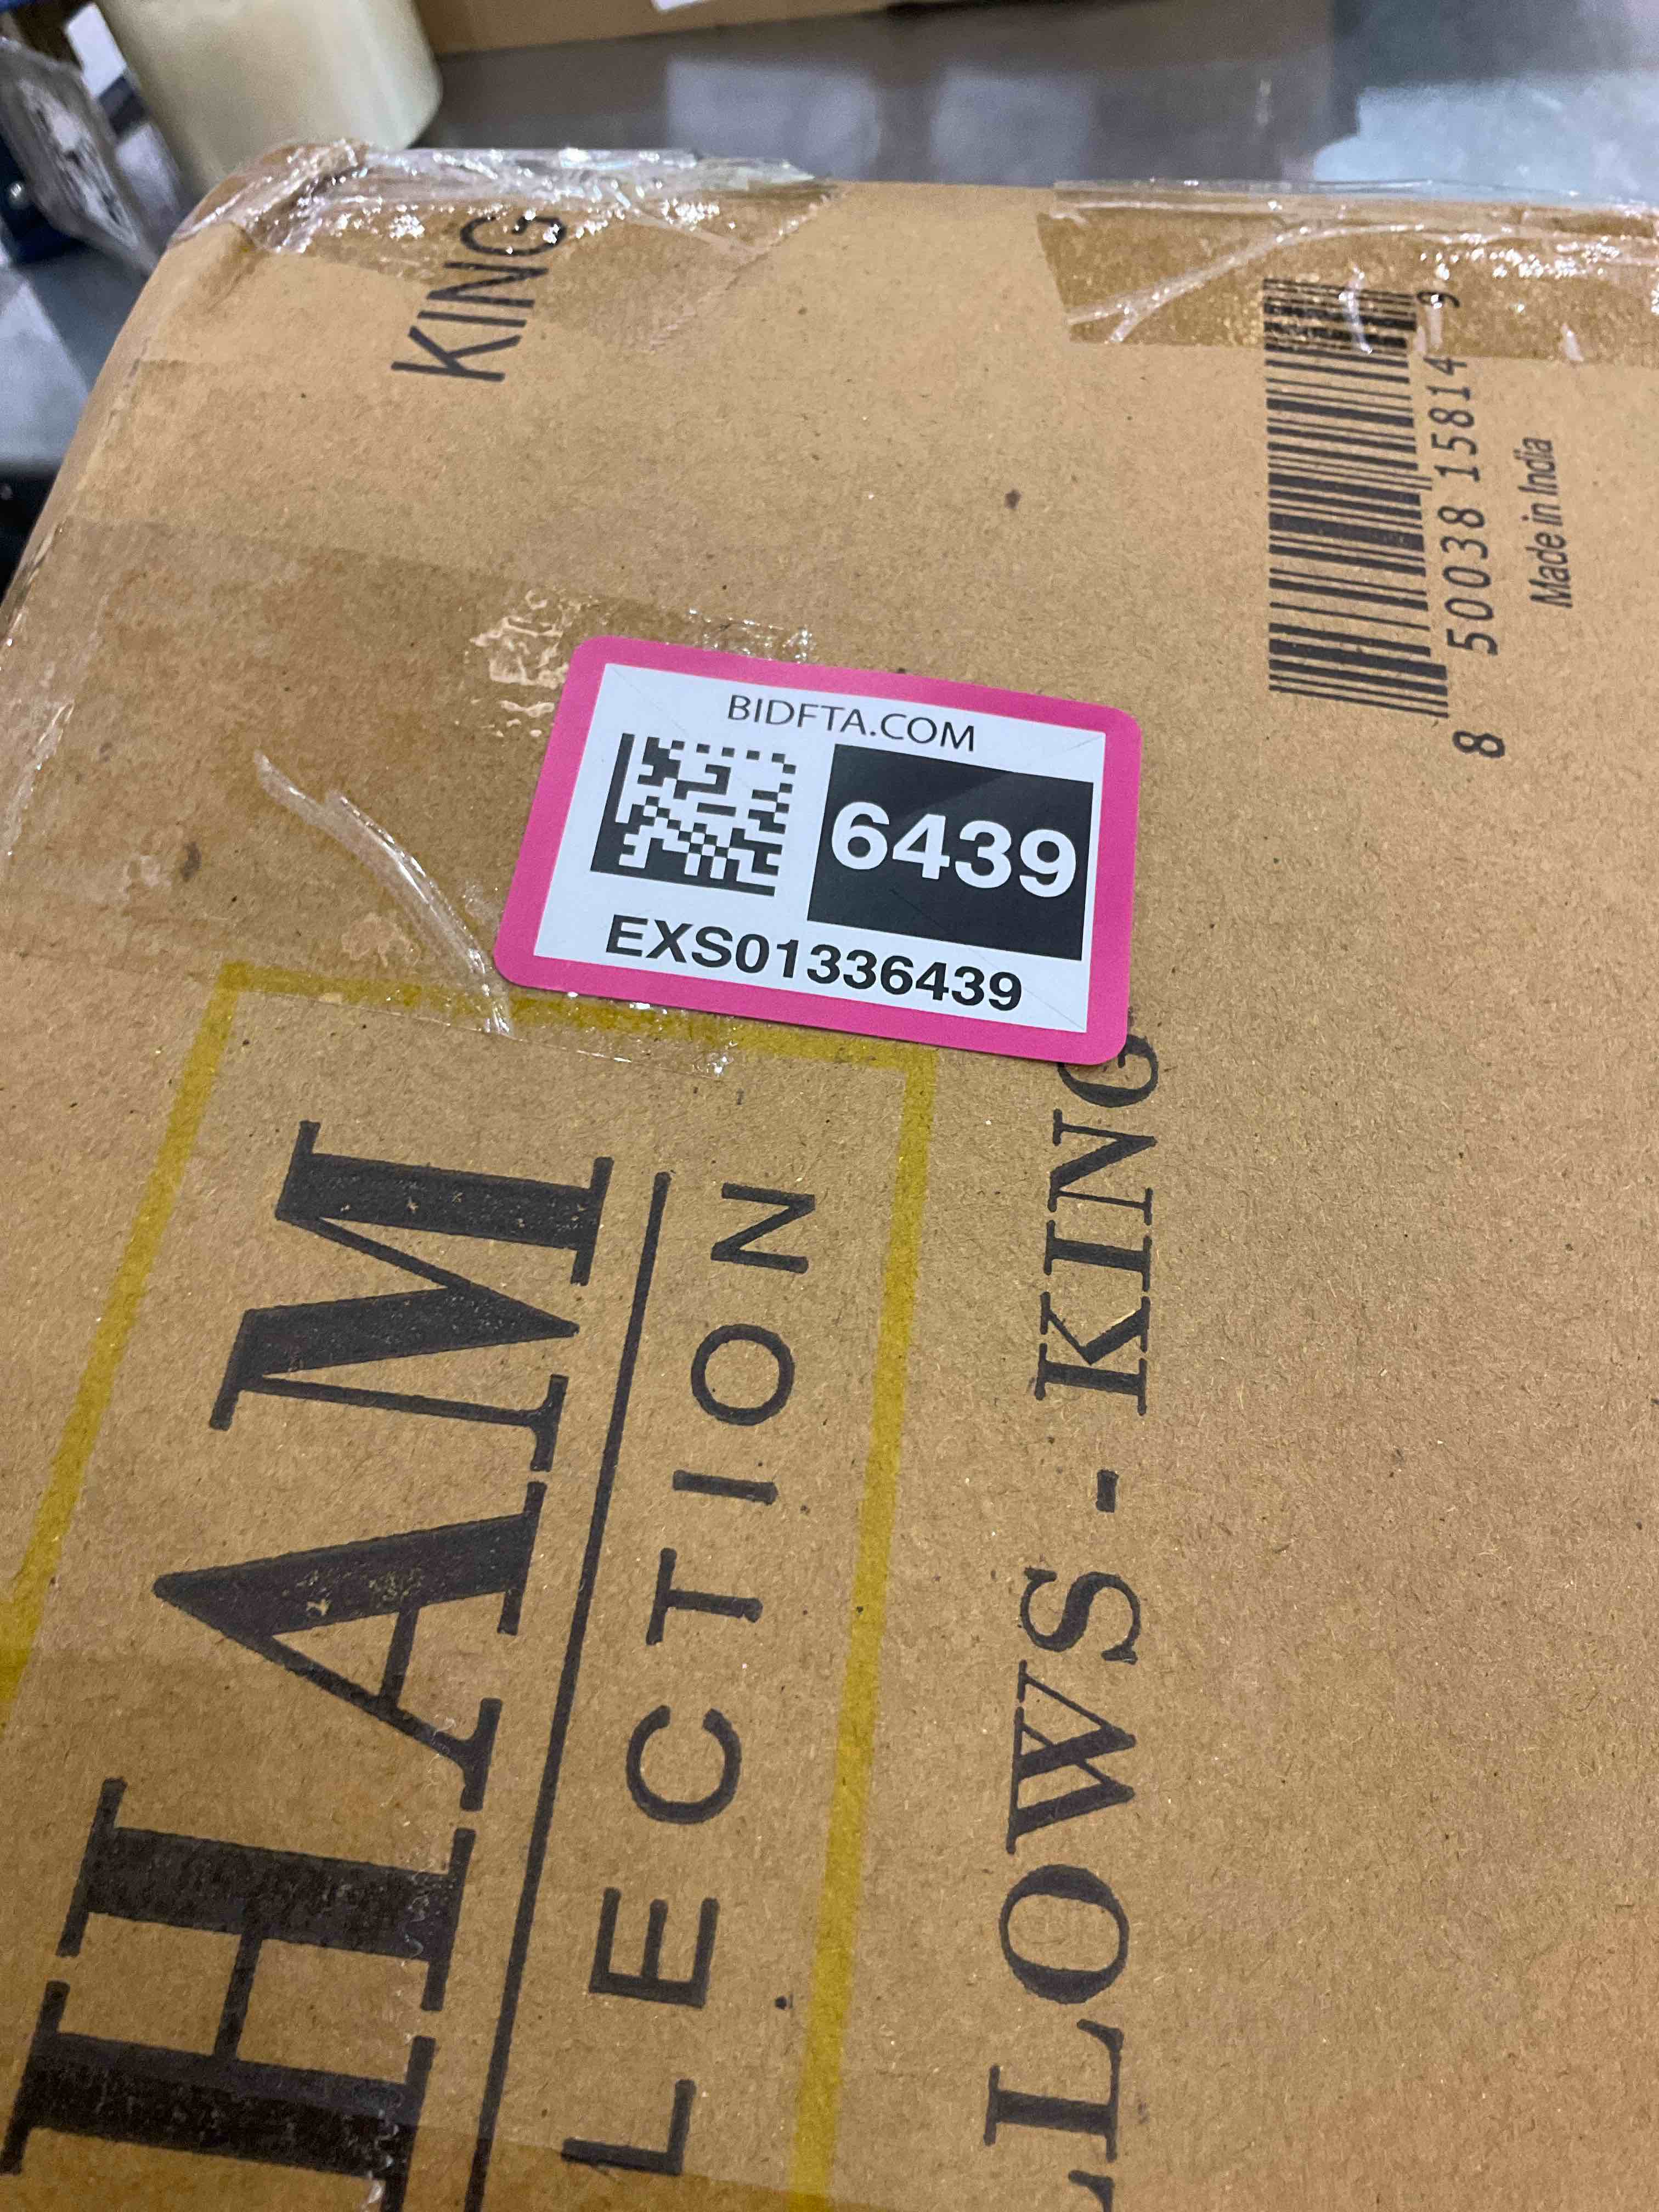 KING
8 50038 15814 9
Made in India
BIDFTA.COM
6439
EXS01336439
HAM
LECTION
LLOWS - KING